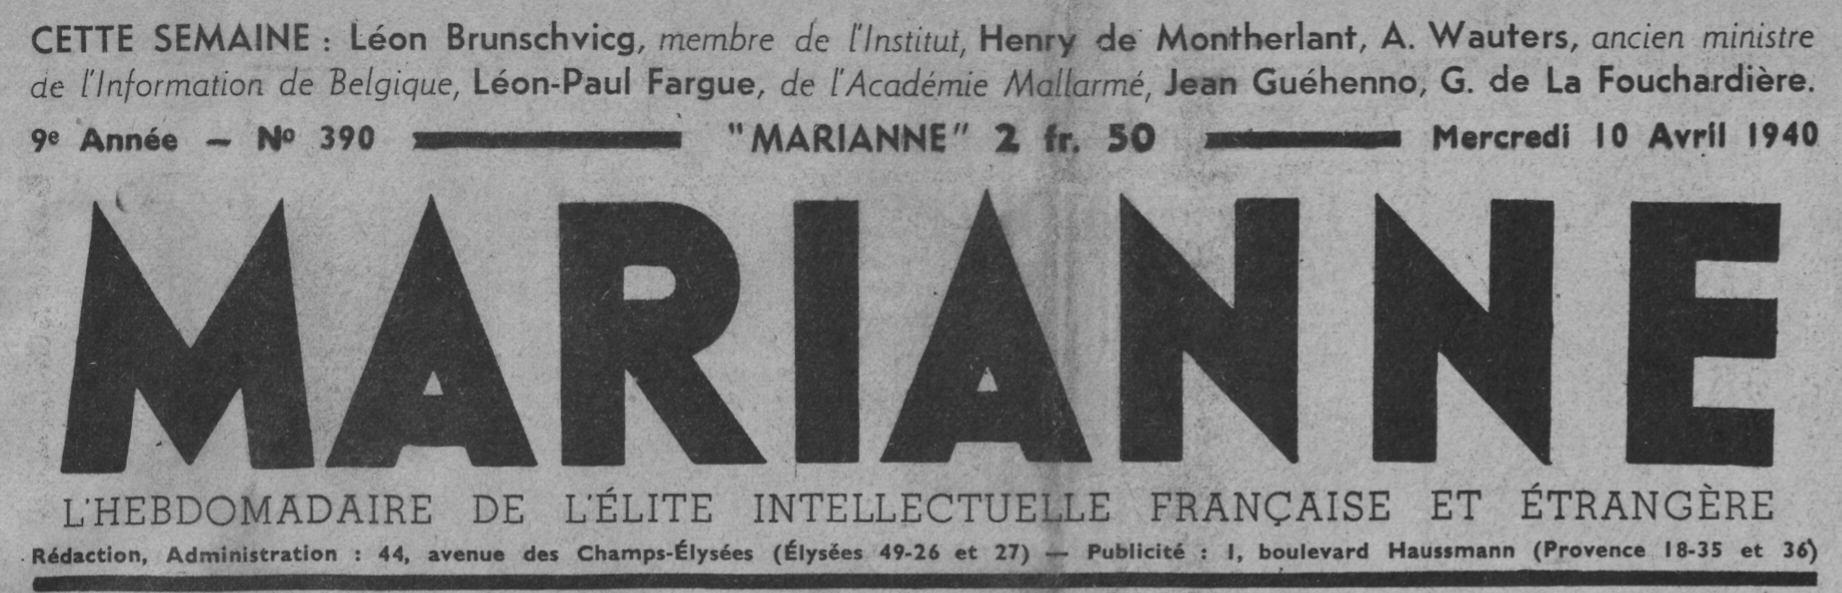 CETTE SEMAINE : Léon Brunschvicg, membre de l'Institut, Henry de Montherlant, A. Wauters, ancien ministre
de l'Information de Belgique, Léon-Paul Fargue, de l'Académie Mallarmé, Jean Guéhenno, G. de La Fouchardière.
9e Année — No 390 "MARIANNE" 2 fr. 50 Mercredi 10 Avril 1940
MARIANNE
L'HEBDOMADAIRE DE L'ÉLITE INTELLECTUELLE FRANÇAISE ET ÉTRANGÈRE
Rédaction, Administration : 44, avenue des Champs-Élysées (Élysées 49-26 et 27) — Publicité : 1, boulevard Haussmann (Provence 18-35 et 36)